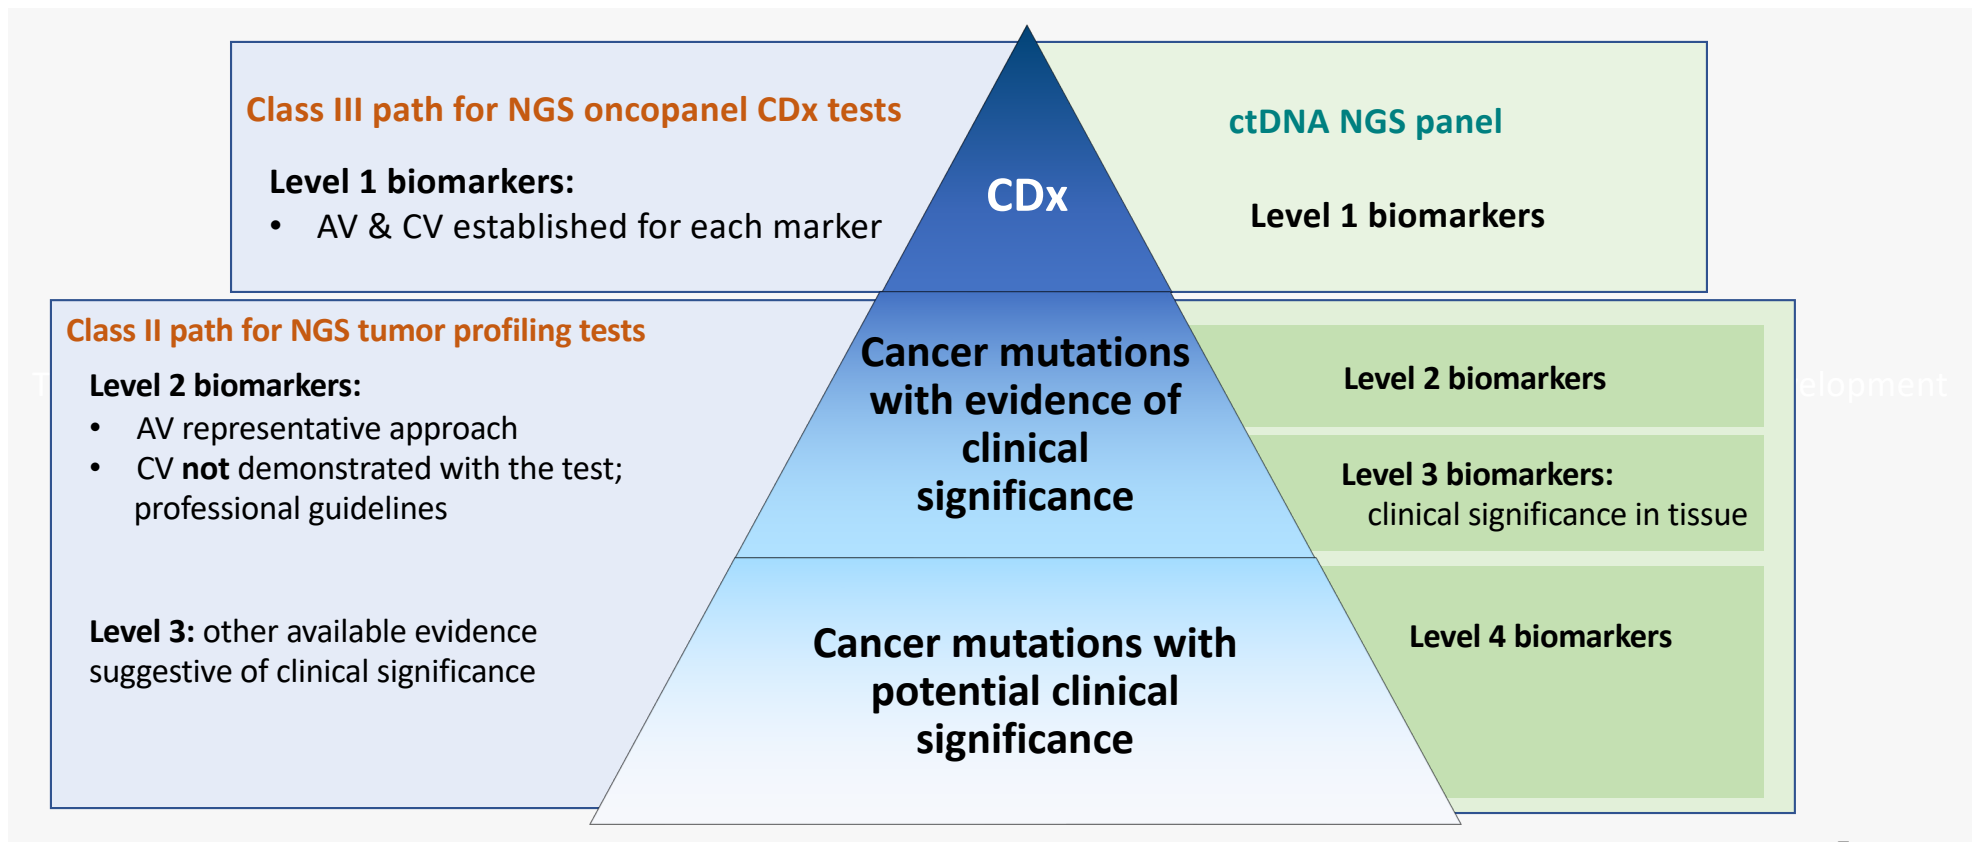 Class III path for NGS oncopanel CDx tests
Level 1 biomarkers:
• AV & CV established for each marker
CDx
ctDNA NGS panel
Level 1 biomarkers
Class II path for NGS tumor profiling tests
Level 2 biomarkers:
• AV representative approach
• CV not demonstrated with the test;
professional guidelines
Level 3: other available evidence
suggestive of clinical significance
Cancer mutations
with evidence of
clinical
significance
Cancer mutations with
potential clinical
significance
Level 2 biomarkers
Level 3 biomarkers:
clinical significance in tissue
Level 4 biomarkers